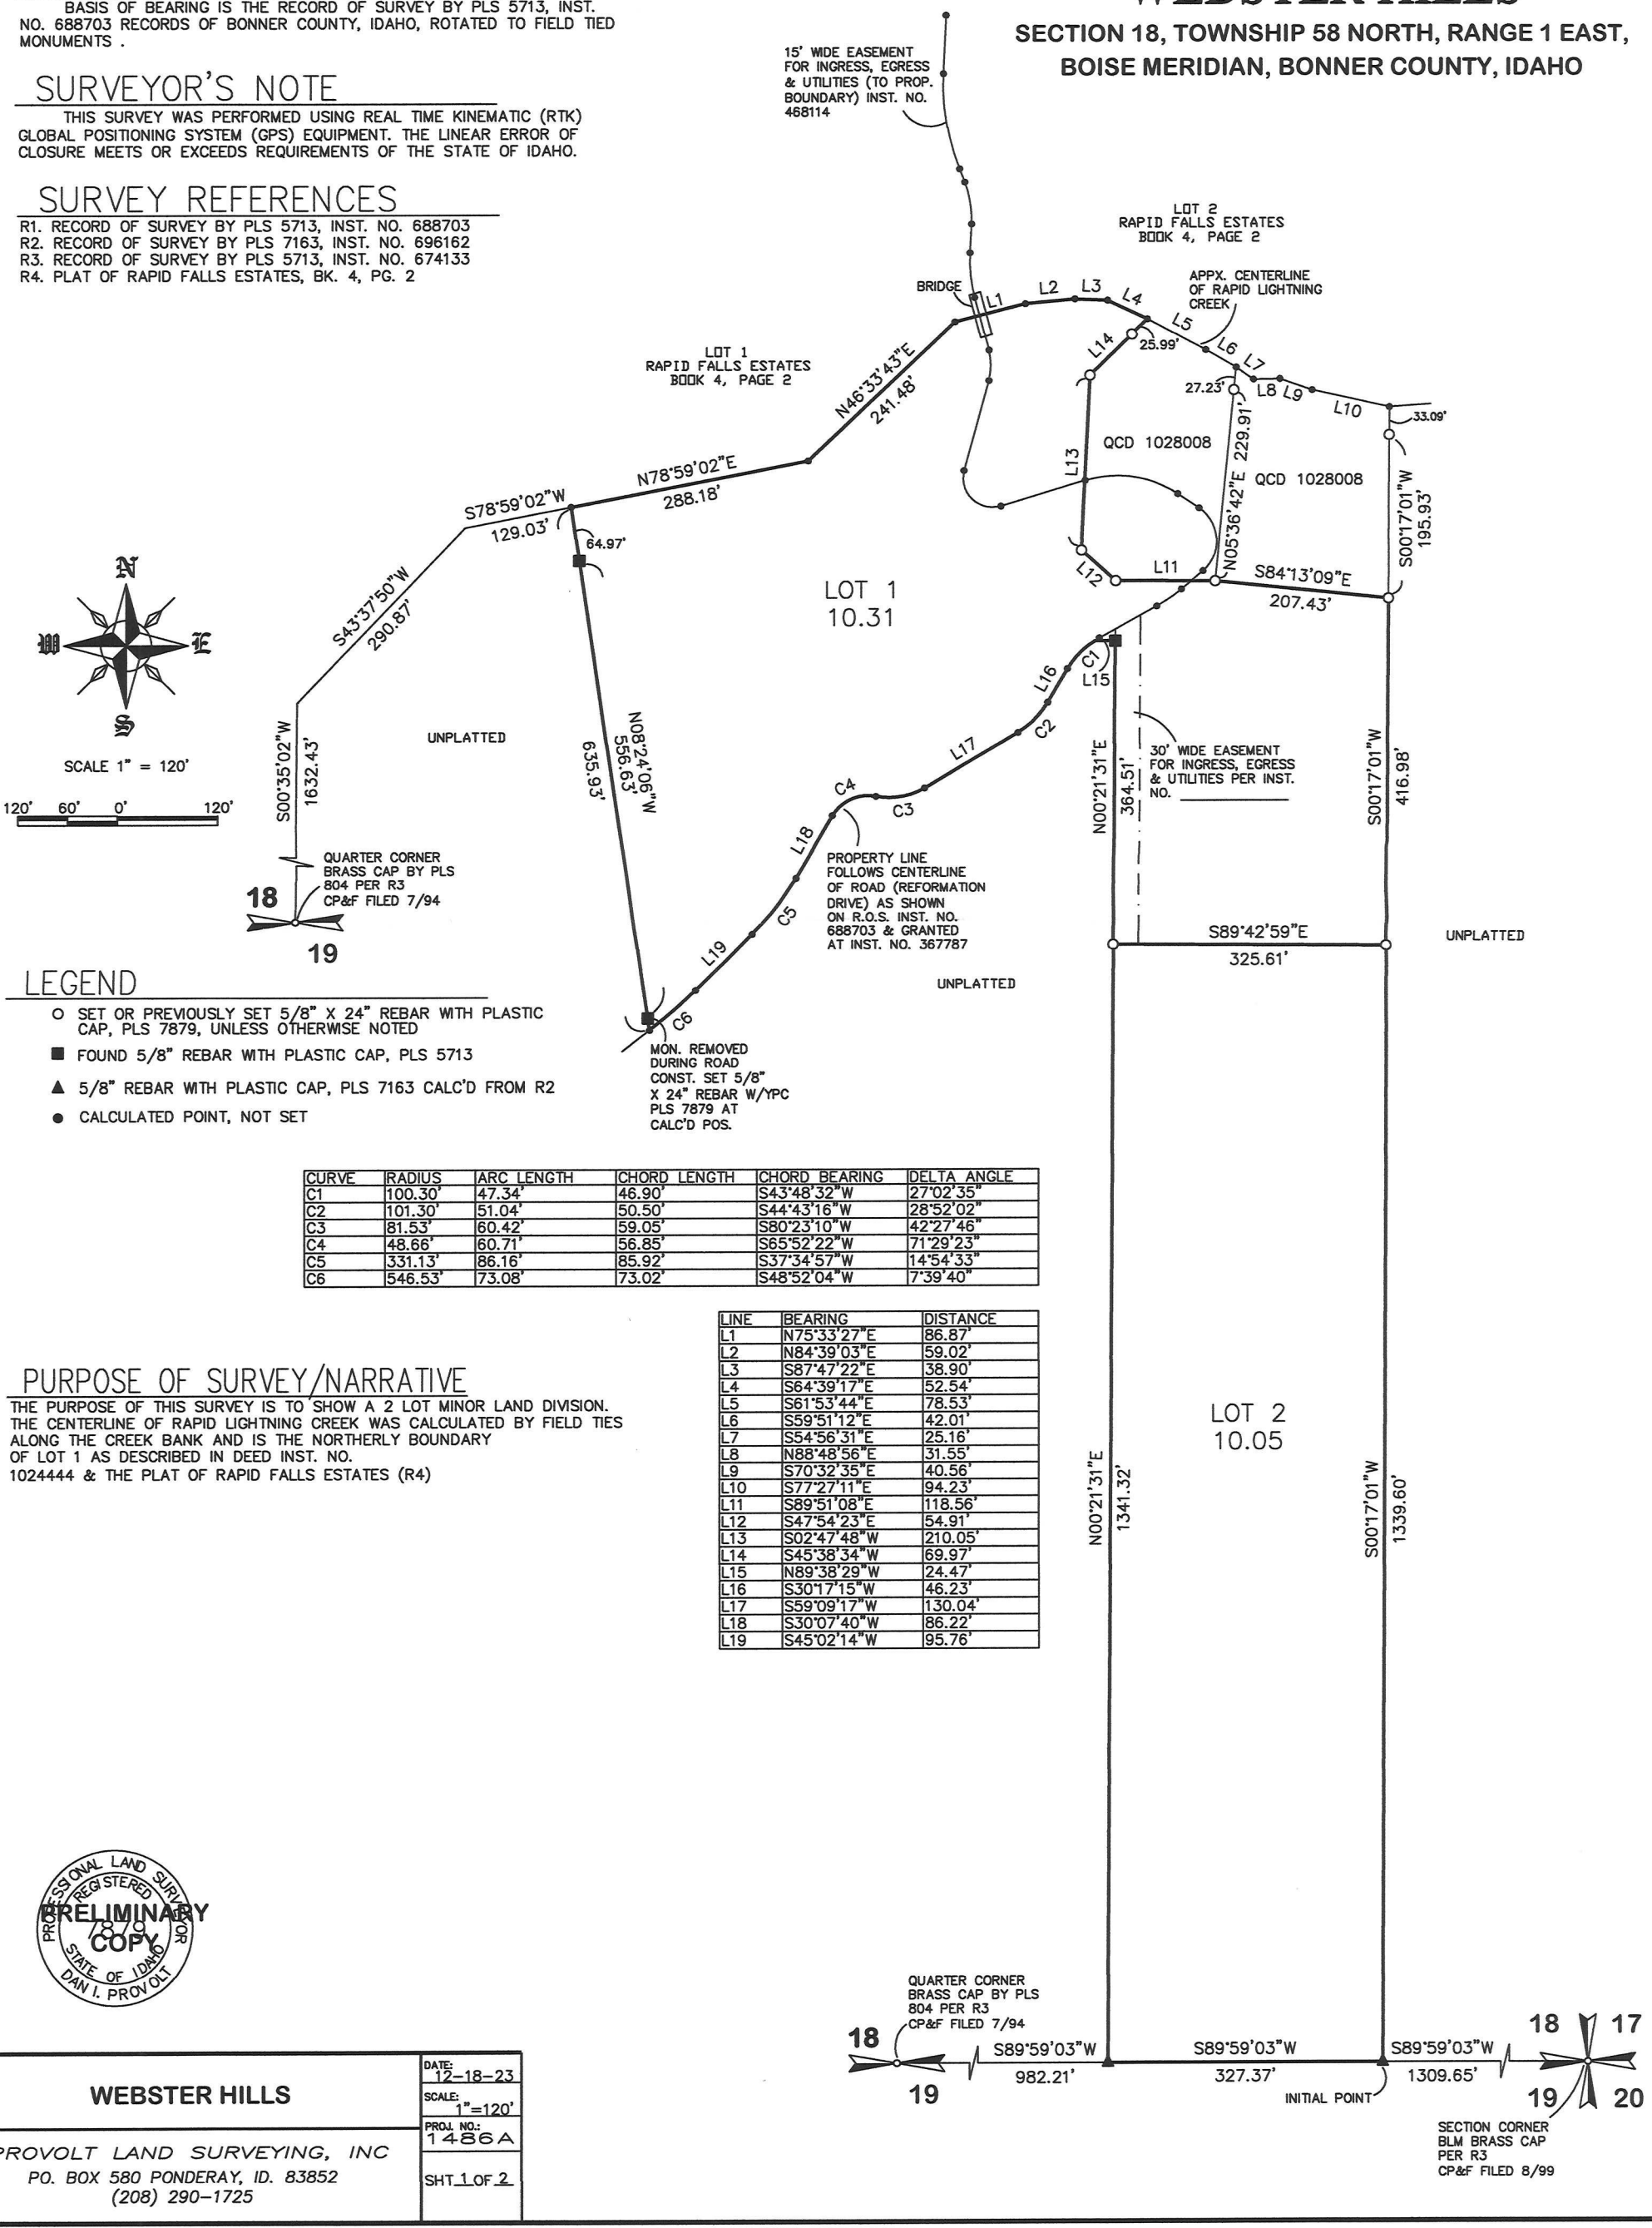 BASIS OF BEARING IS THE RECORD OF SURVEY BY PLS 5713, INST.
NO. 688703 RECORDS OF BONNER COUNTY, IDAHO, ROTATED TO FIELD TIED
MONUMENTS .
SECTION 18, TOWNSHIP 58 NORTH, RANGE 1 EAST,
BOISE MERIDIAN, BONNER COUNTY, IDAHO
SURVEYOR'S NOTE
THIS SURVEY WAS PERFORMED USING REAL TIME KINEMATIC (RTK)
GLOBAL POSITIONING SYSTEM (GPS) EQUIPMENT. THE LINEAR ERROR OF
CLOSURE MEETS OR EXCEEDS REQUIREMENTS OF THE STATE OF IDAHO.
SURVEY REFERENCES
R1. RECORD OF SURVEY BY PLS 5713, INST. NO. 688703
R2. RECORD OF SURVEY BY PLS 7163, INST. NO. 696162
R3. RECORD OF SURVEY BY PLS 5713, INST. NO. 674133
R4. PLAT OF RAPID FALLS ESTATES, BK. 4, PG. 2
15' WIDE EASEMENT
FOR INGRESS, EGRESS
& UTILITIES (TO PROP.
BOUNDARY) INST. NO.
468114
LOT 2
RAPID FALLS ESTATES
BOOK 4, PAGE 2
APPX. CENTERLINE
OF RAPID LIGHTNING
CREEK
BRIDGE
L1
L2
L3
L4
L5
L6
L7
L8
L9
L10
25.99'
L14
27.23'
33.09'
LOT 1
RAPID FALLS ESTATES
BOOK 4, PAGE 2
N46°33'43"E
241.48'
QCD 1028008
QCD 1028008
L13
N05°36'42"E 229.91'
S00°17'01"W
195.93'
N78°59'02"E
288.18'
S78°59'02"W
129.03'
64.97'
L12
L11
S84°13'09"E
207.43'
LOT 1
10.31
S43°37'50"W
290.87'
N
W
E
S
SCALE 1" = 120'
120' 60' 0' 120'
S00°35'02"W
1632.43'
UNPLATTED
N08°24'06"W
556.63'
635.93'
C1
L15
L16
C2
L17
C3
C4
L18
C5
L19
C6
N00°21'31"E
364.51'
30' WIDE EASEMENT
FOR INGRESS, EGRESS
& UTILITIES PER INST.
NO.
S00°17'01"W
416.98'
QUARTER CORNER
BRASS CAP BY PLS
804 PER R3
CP&F FILED 7/94
18
19
PROPERTY LINE
FOLLOWS CENTERLINE
OF ROAD (REFORMATION
DRIVE) AS SHOWN
ON R.O.S. INST. NO.
688703 & GRANTED
AT INST. NO. 367787
S89°42'59"E
325.61'
UNPLATTED
UNPLATTED
LEGEND
SET OR PREVIOUSLY SET 5/8" X 24" REBAR WITH PLASTIC
CAP, PLS 7879, UNLESS OTHERWISE NOTED
FOUND 5/8" REBAR WITH PLASTIC CAP, PLS 5713
5/8" REBAR WITH PLASTIC CAP, PLS 7163 CALC'D FROM R2
CALCULATED POINT, NOT SET
MON. REMOVED
DURING ROAD
CONST. SET 5/8"
X 24" REBAR W/YPC
PLS 7879 AT
CALC'D POS.
CURVE RADIUS ARC LENGTH CHORD LENGTH CHORD BEARING DELTA ANGLE
C1 100.30' 47.34' 46.90' S43°48'32"W 27°02'35"
C2 101.30' 51.04' 50.50' S44°43'16"W 28°52'02"
C3 81.53' 60.42' 59.05' S80°23'10"W 42°27'46"
C4 48.66' 60.71' 56.85' S65°52'22"W 71°29'23"
C5 331.13' 86.16' 85.92' S37°34'57"W 14°54'33"
C6 546.53' 73.08' 73.02' S48°52'04"W 7°39'40"
LINE BEARING DISTANCE
L1 N75°33'27"E 86.87'
L2 N84°39'03"E 59.02'
L3 S87°47'22"E 38.90'
L4 S64°39'17"E 52.54'
L5 S61°53'44"E 78.53'
L6 S59°51'12"E 42.01'
L7 S54°56'31"E 25.16'
L8 N88°48'56"E 31.55'
L9 S70°32'35"E 40.56'
L10 S77°27'11"E 94.23'
L11 S89°51'08"E 118.56'
L12 S47°54'23"E 54.91'
L13 S02°47'48"W 210.05'
L14 S45°38'34"W 69.97'
L15 N89°38'29"W 24.47'
L16 S30°17'15"W 46.23'
L17 S59°09'17"W 130.04'
L18 S30°07'40"W 86.22'
L19 S45°02'14"W 95.76'
PURPOSE OF SURVEY/NARRATIVE
THE PURPOSE OF THIS SURVEY IS TO SHOW A 2 LOT MINOR LAND DIVISION.
THE CENTERLINE OF RAPID LIGHTNING CREEK WAS CALCULATED BY FIELD TIES
ALONG THE CREEK BANK AND IS THE NORTHERLY BOUNDARY
OF LOT 1 AS DESCRIBED IN DEED INST. NO.
1024444 & THE PLAT OF RAPID FALLS ESTATES (R4)
LOT 2
10.05
N00°21'31"E
1341.32'
S00°17'01"W
1339.60'
PROFESSIONAL LAND SURVEYOR
REGISTERED
PRELIMINARY
7879
COPY
STATE OF IDAHO
DAN I. PROVOLT
QUARTER CORNER
BRASS CAP BY PLS
804 PER R3
CP&F FILED 7/94
18
19
S89°59'03"W
982.21'
S89°59'03"W
327.37'
S89°59'03"W
1309.65'
INITIAL POINT
18 17
19 20
SECTION CORNER
BLM BRASS CAP
PER R3
CP&F FILED 8/99
WEBSTER HILLS
PROVOLT LAND SURVEYING, INC
PO. BOX 580 PONDERAY, ID. 83852
(208) 290-1725
DATE:
12-18-23
SCALE:
1"=120'
PROJ. NO.:
1486A
SHT 1 OF 2